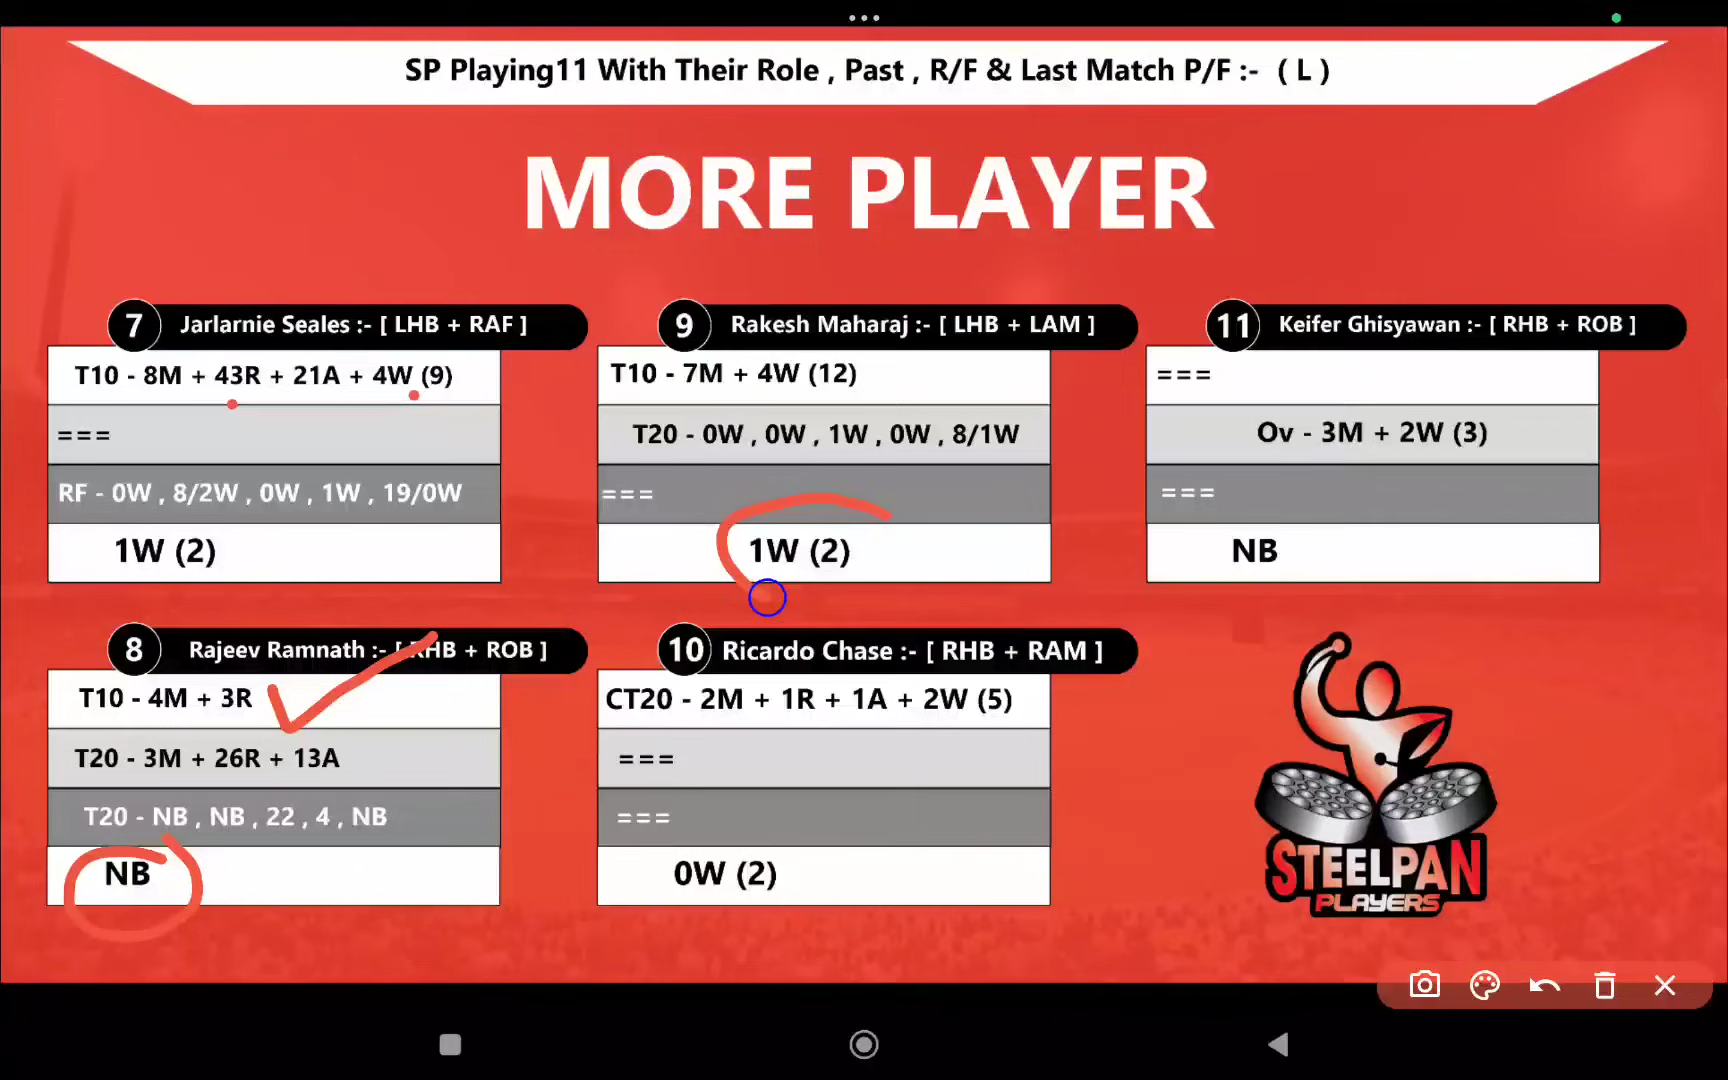 SP Playing11 With Their Role , Past , R/F & Last Match P/F :- ( L )
MORE PLAYER
7 Jarlarnie Seales :- [ LHB + RAF ]
T10 - 8M + 43R + 21A + 4W (9)
===
RF - 0W , 8/2W , 0W , 1W , 19/0W
1W (2)
8 Rajeev Ramnath :- [ RHB + ROB ]
T10 - 4M + 3R
T20 - 3M + 26R + 13A
T20 - NB , NB , 22 , 4 , NB
NB
9 Rakesh Maharaj :- [ LHB + LAM ]
T10 - 7M + 4W (12)
T20 - 0W , 0W , 1W , 0W , 8/1W
===
1W (2)
10 Ricardo Chase :- [ RHB + RAM ]
CT20 - 2M + 1R + 1A + 2W (5)
===
===
0W (2)
11 Keifer Ghisyawan :- [ RHB + ROB ]
===
Ov - 3M + 2W (3)
===
NB
STEELPAN
PLAYERS